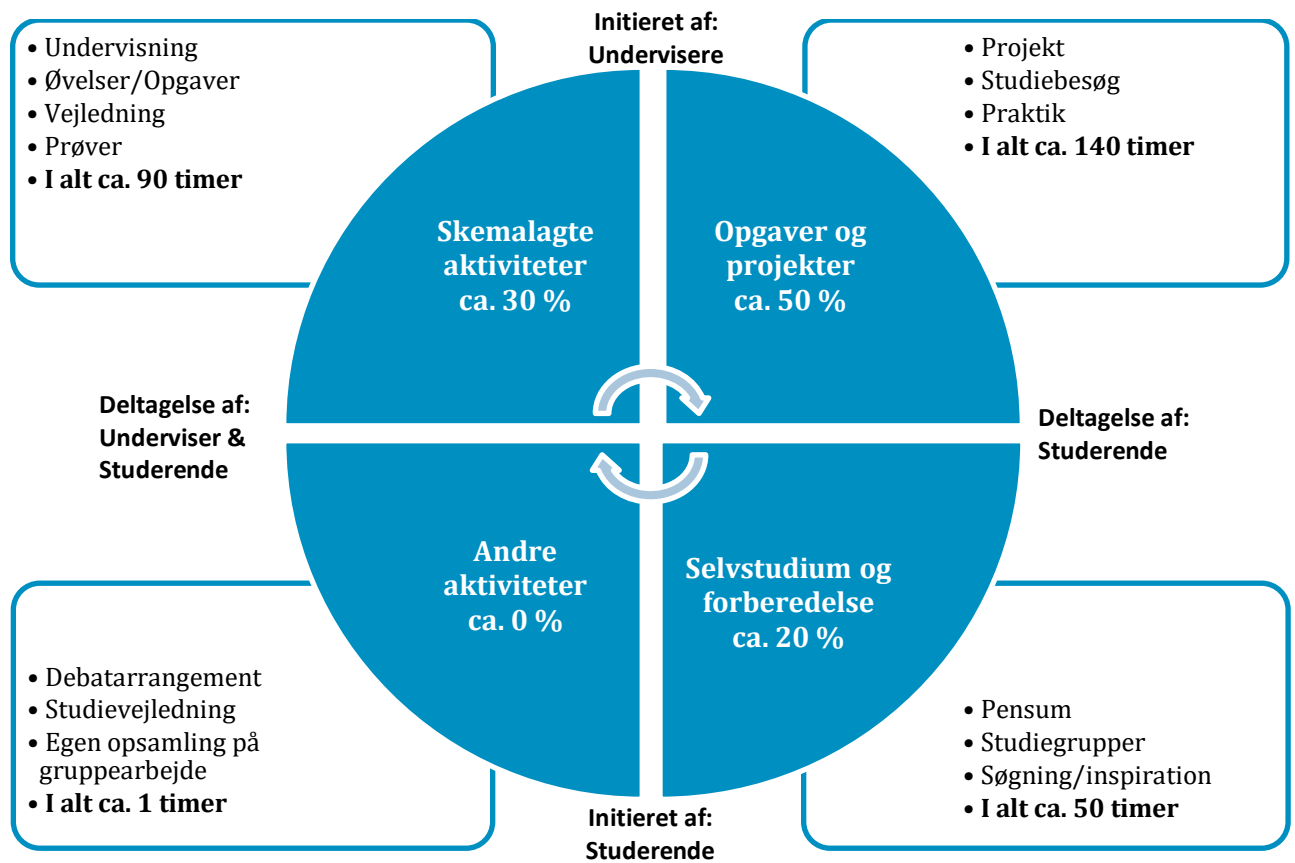 Initieret af:
Undervisere
• Undervisning
• Øvelser/Opgaver
• Vejledning
• Prøver
• I alt ca. 90 timer
• Projekt
• Studiebesøg
• Praktik
• I alt ca. 140 timer
Skemalagte
aktiviteter
ca. 30 %
Opgaver og
projekter
ca. 50 %
Deltagelse af:
Underviser &
Studerende
Deltagelse af:
Studerende
Andre
aktiviteter
ca. 0 %
Selvstudium og
forberedelse
ca. 20 %
• Debatarrangement
• Studievejledning
• Egen opsamling på
gruppearbejde
• I alt ca. 1 timer
• Pensum
• Studiegrupper
• Søgning/inspiration
• I alt ca. 50 timer
Initieret af:
Studerende